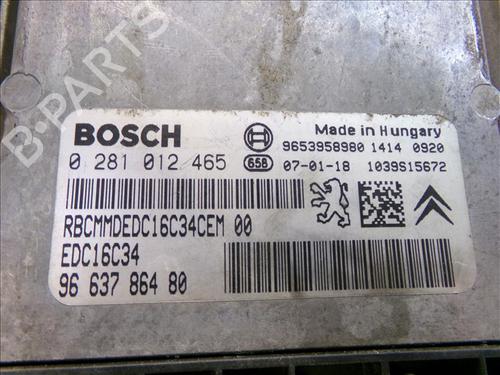 B-PARTS
BOSCH
Made in Hungary
9653958980 1414 0920
0 281 012 465
658
07-01-18 1039S15672
RBCMMDEDC16C34CEM 00
EDC16C34
96 637 864 80